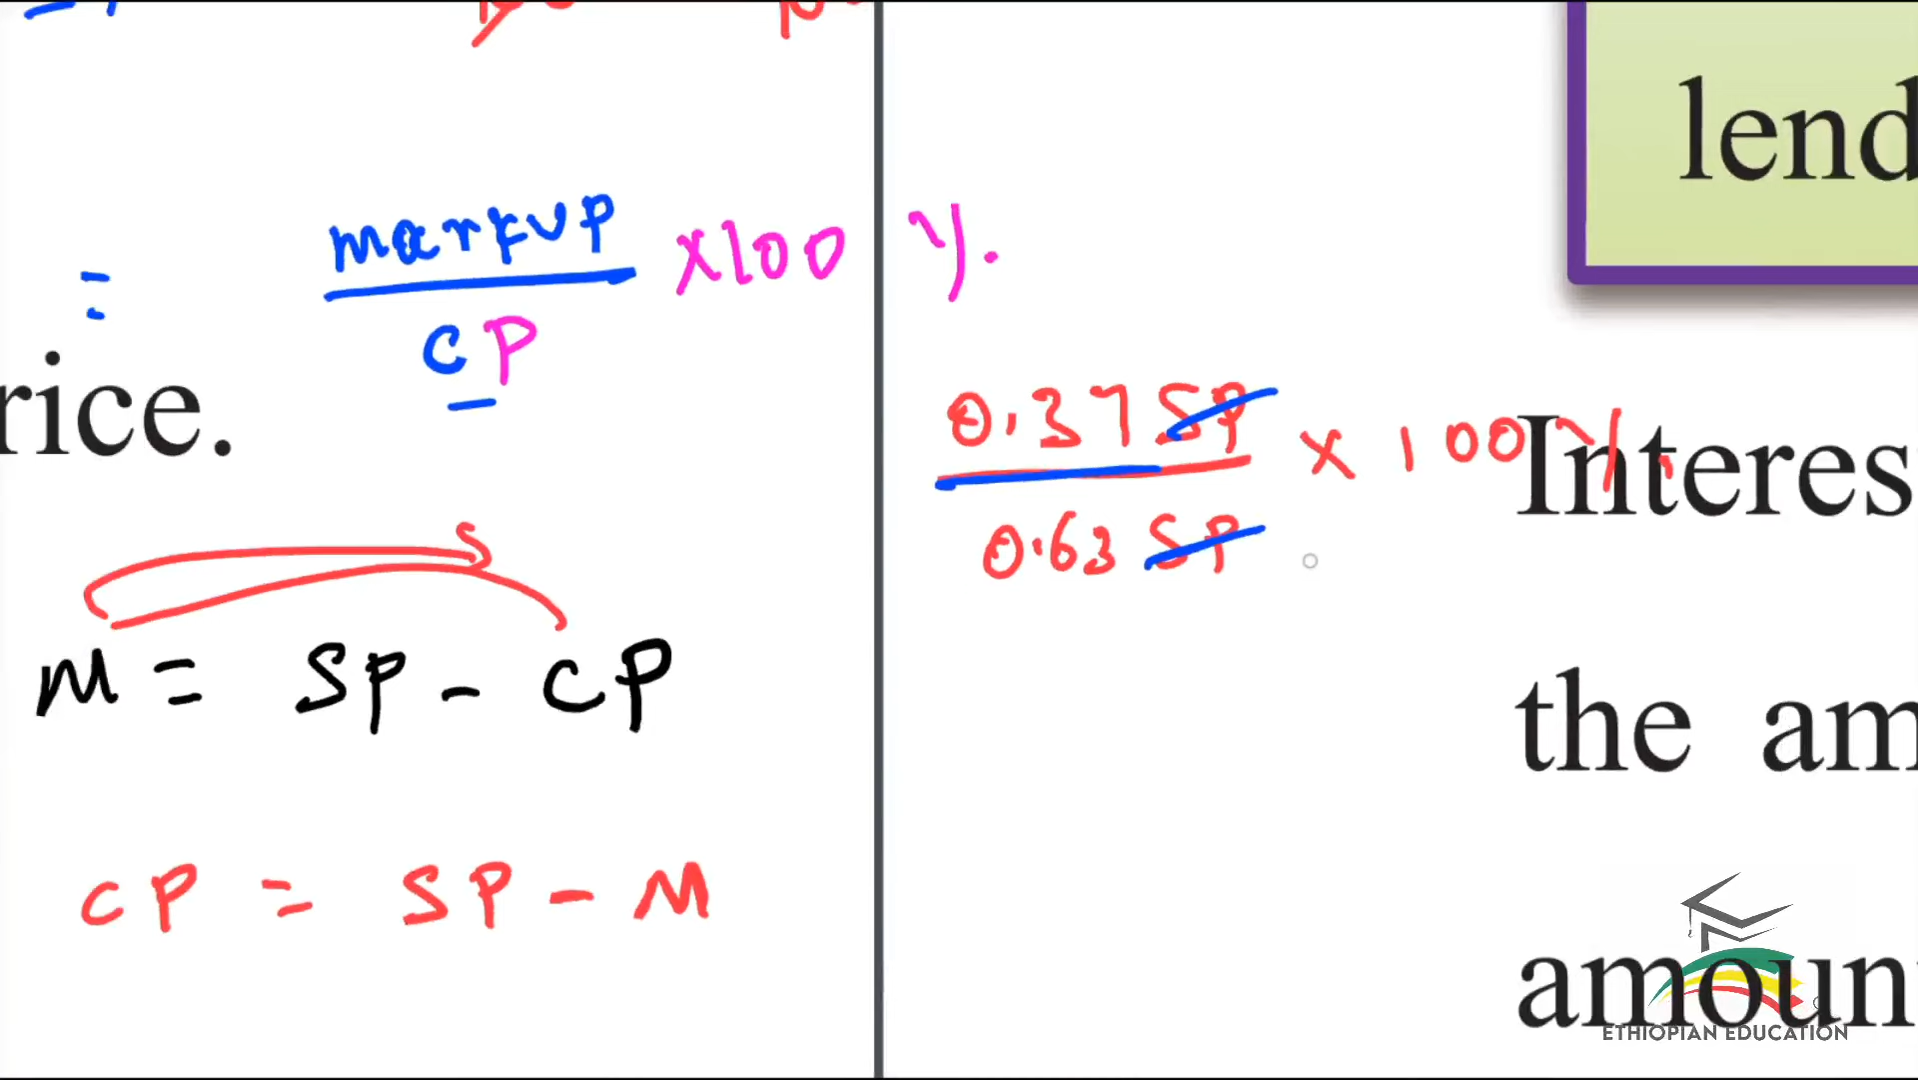 lend
markup
= ――― ×100 %.
CP
rice.
M = SP - CP
CP = SP - M
0.37 SP
――― × 100 %.
0.63 SP
Interes
the am
amoun
ETHIOPIAN EDUCATION